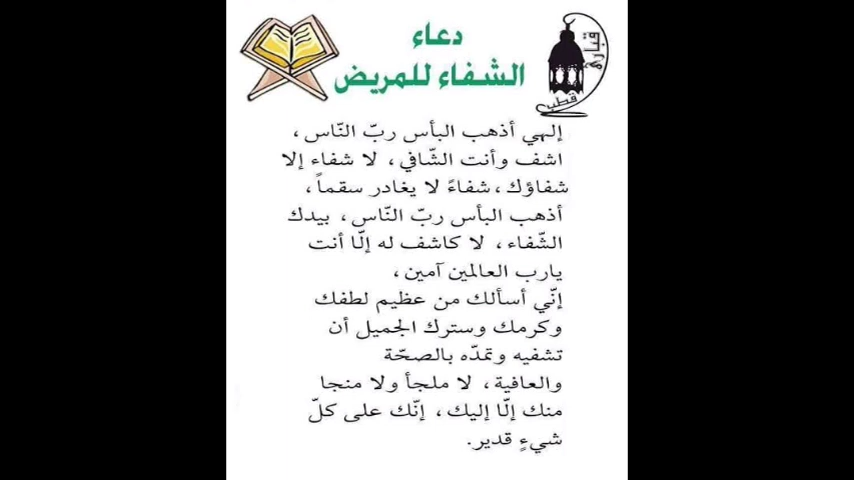 دعاء
الشفاء للمريض
قبارة
قطب
إلهي أذهب البأس ربّ النّاس،
اشف وأنت الشّافي، لا شفاء إلا
شفاؤك، شفاءً لا يغادر سقماً،
أذهب البأس ربّ النّاس، بيدك
الشّفاء، لا كاشف له إلّا أنت
يارب العالمين آمين،
إنّي أسألك من عظيم لطفك
وكرمك وسترك الجميل أن
تشفيه وتمدّه بالصحّة
والعافية، لا ملجأ ولا منجا
منك إلّا إليك، إنّك على كلّ
شيءٍ قدير.